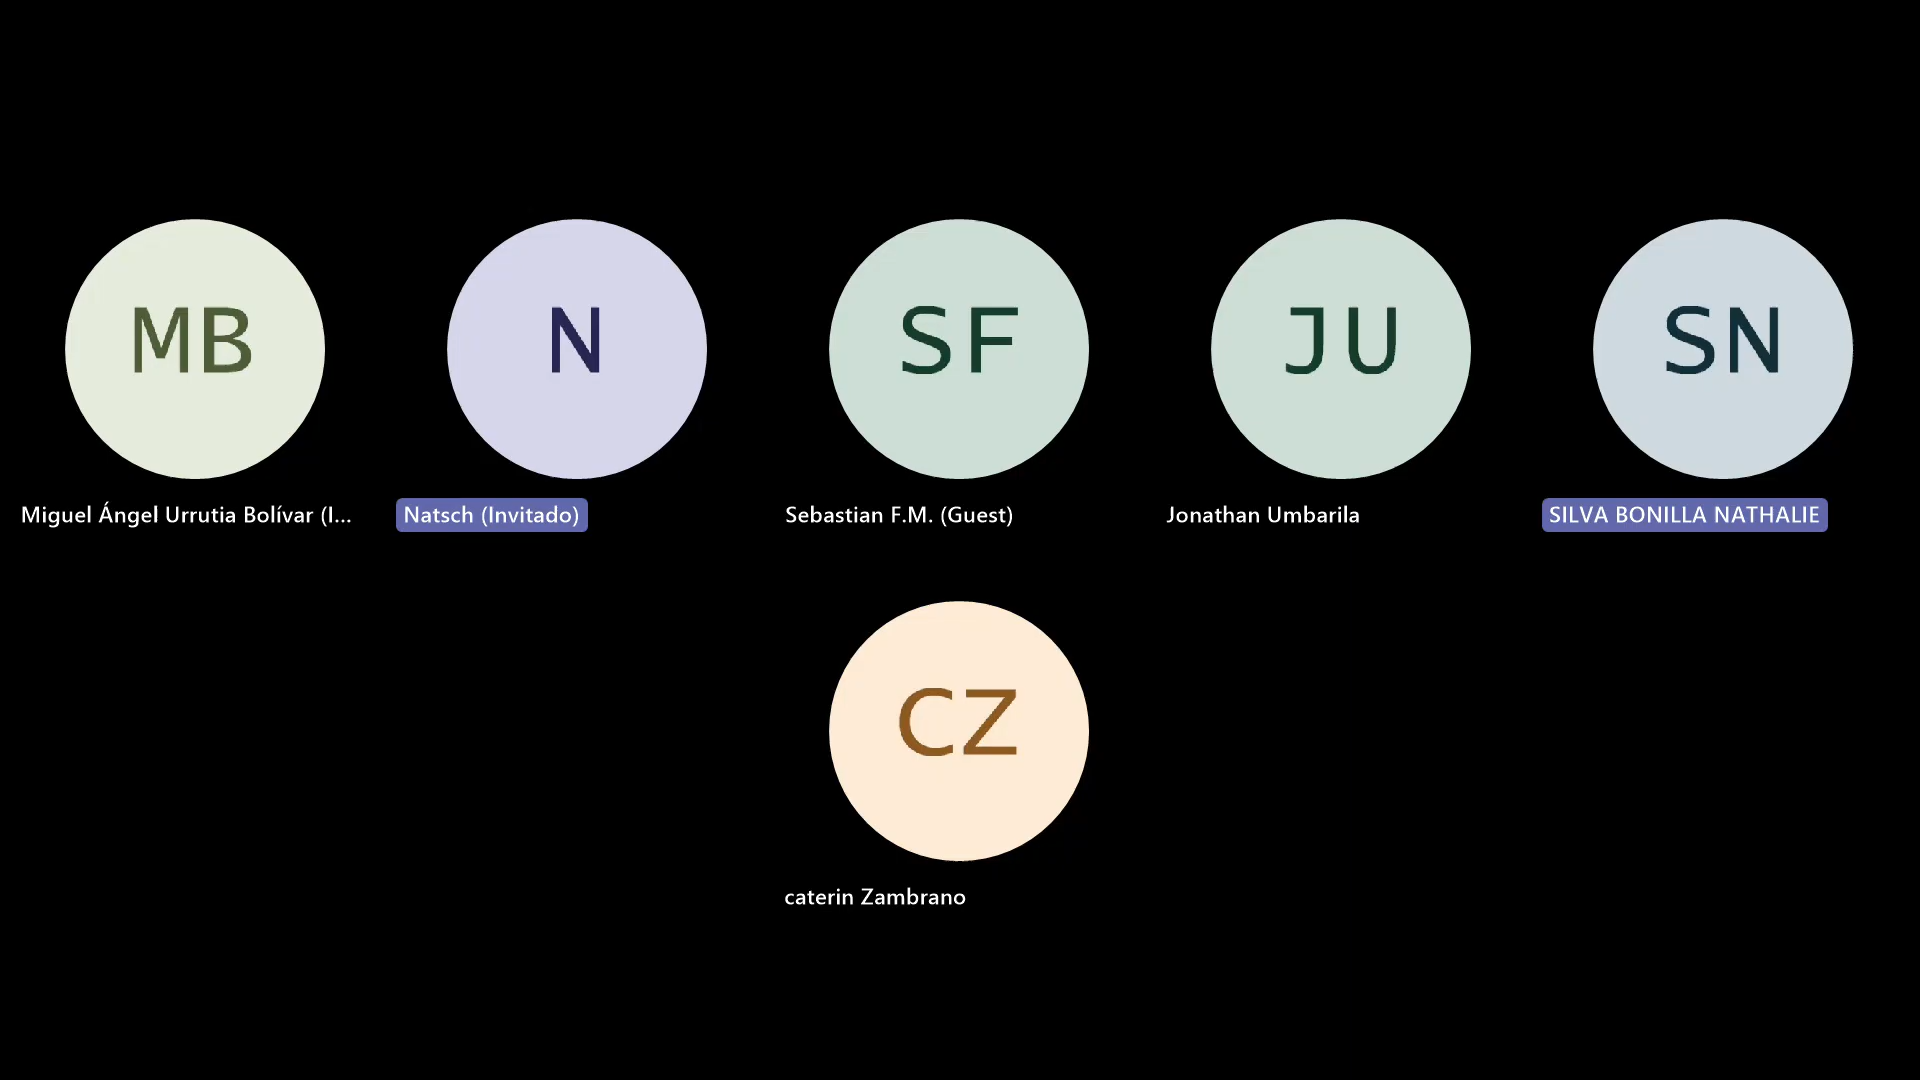 MB
N
SF
JU
SN
Miguel Ángel Urrutia Bolívar (I...
Natsch (Invitado)
Sebastian F.M. (Guest)
Jonathan Umbarila
SILVA BONILLA NATHALIE
CZ
caterin Zambrano